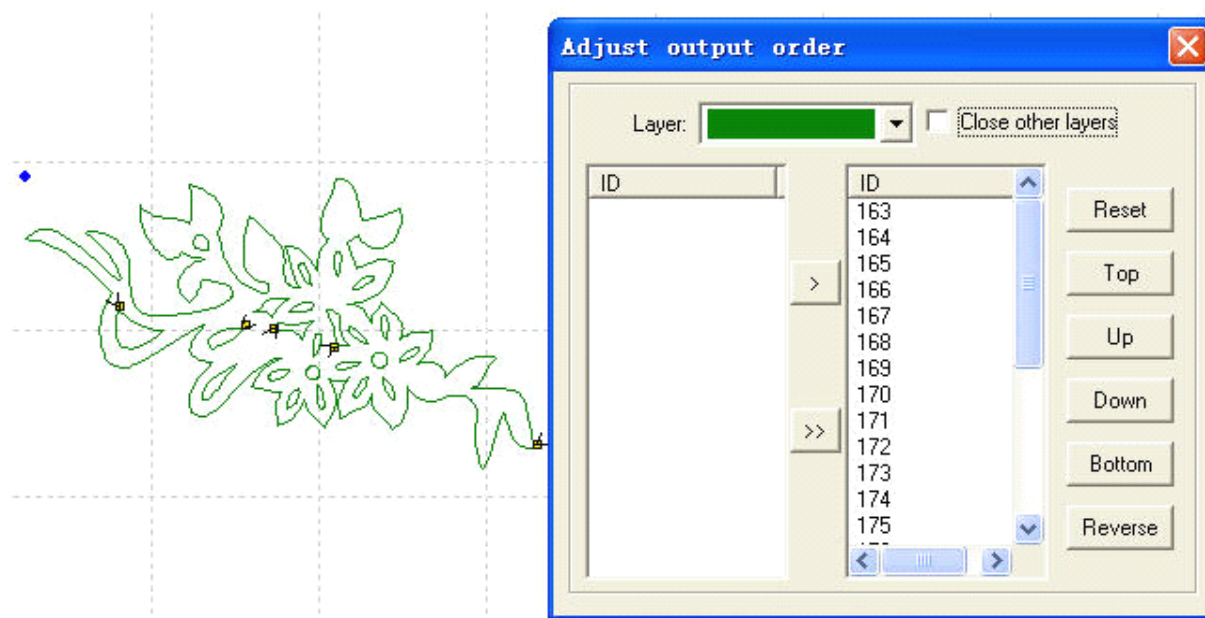 Adjust output order
Layer:
Close other layers
ID
ID
163
164
165
166
167
168
169
170
171
172
173
174
175
>
>>
Reset
Top
Up
Down
Bottom
Reverse